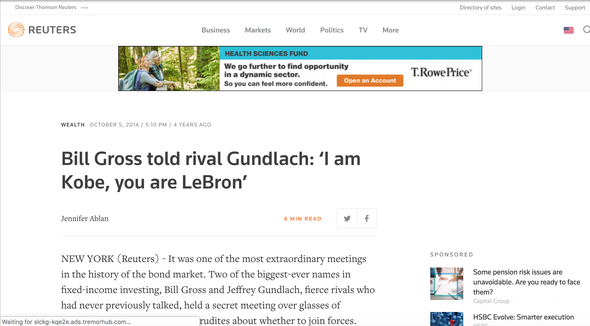 Discover Thomson Reuters
Directory of sites Login Contact Support
REUTERS
Business Markets World Politics TV More
HEALTH SCIENCES FUND
We go further to find opportunity
in a dynamic sector.
So you can feel more confident.
Open an Account
T.RowePrice
WEALTH OCTOBER 5, 2014 / 5:10 PM / 4 YEARS AGO
Bill Gross told rival Gundlach: ‘I am
Kobe, you are LeBron’
Jennifer Ablan
6 MIN READ
NEW YORK (Reuters) - It was one of the most extraordinary meetings
in the history of the bond market. Two of the biggest-ever names in
fixed-income investing, Bill Gross and Jeffrey Gundlach, fierce rivals who
had never previously talked, held a secret meeting over glasses of
crudites about whether to join forces.
SPONSORED
Some pension risk issues are
unavoidable. Are you ready to face
them?
Capital Group
HSBC Evolve: Smarter execution
Waiting for slckg-kqe2e.ads.tremorhub.com...